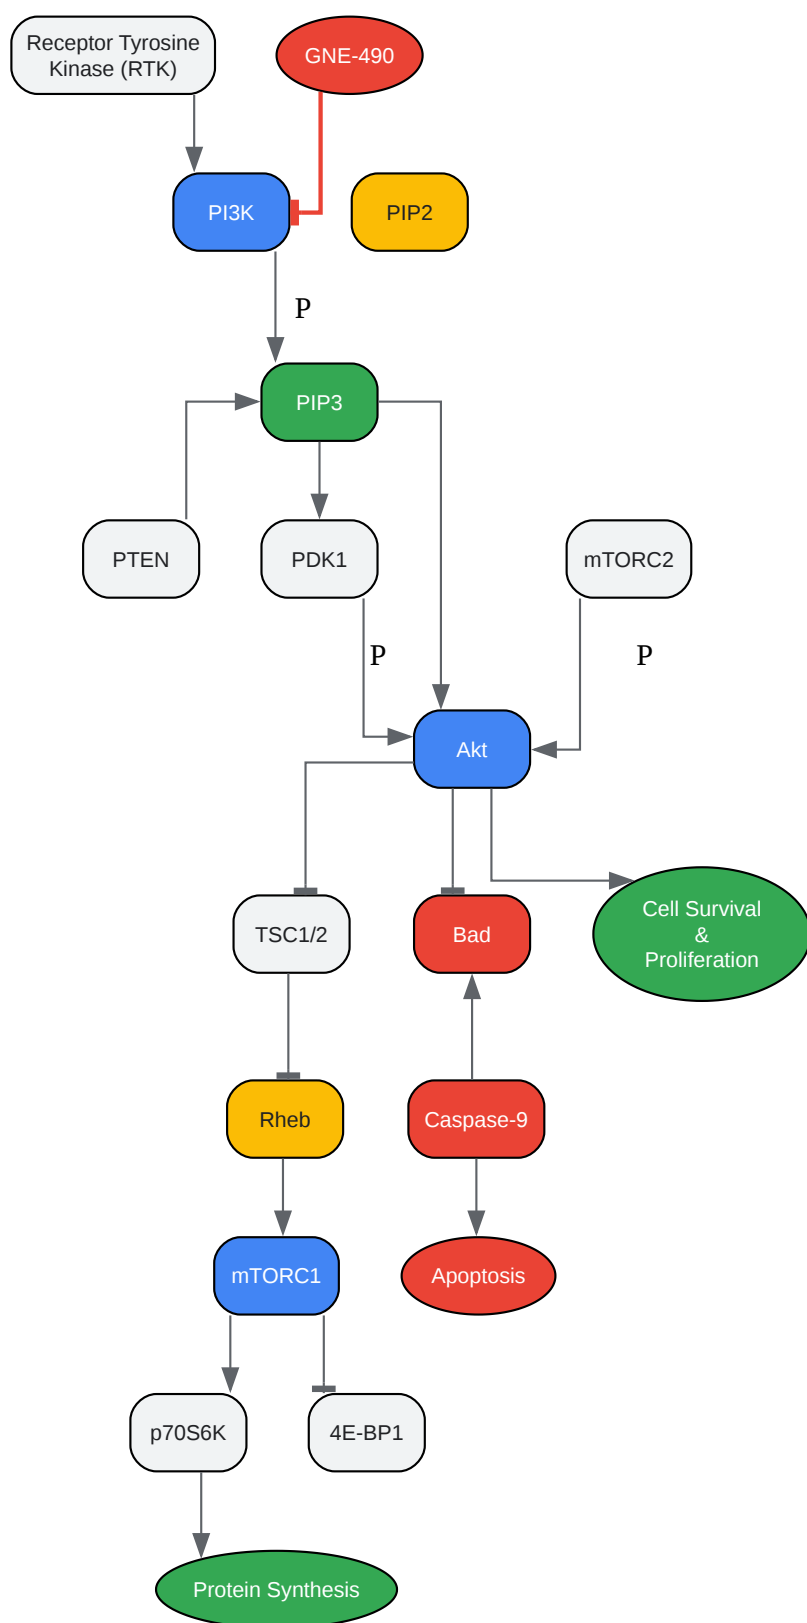 Receptor Tyrosine
Kinase (RTK)
GNE-490
PI3K
PIP2
P
PIP3
PTEN
PDK1
mTORC2
P
P
Akt
TSC1/2
Bad
Cell Survival
&
Proliferation
Rheb
Caspase-9
mTORC1
Apoptosis
p70S6K
4E-BP1
Protein Synthesis